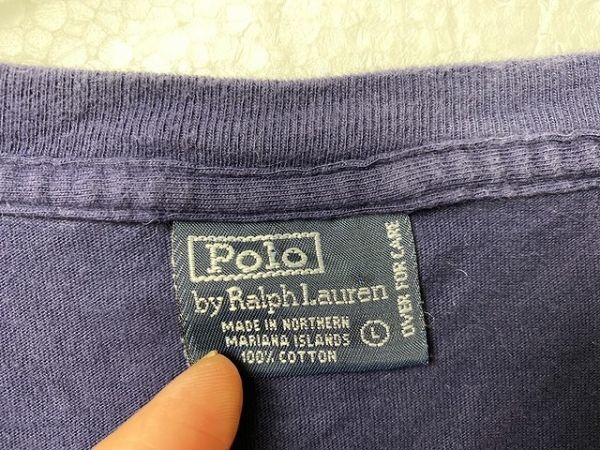 Polo
by Ralph Lauren
MADE IN NORTHERN
MARIANA ISLANDS
100% COTTON
L
OVER FOR CARE